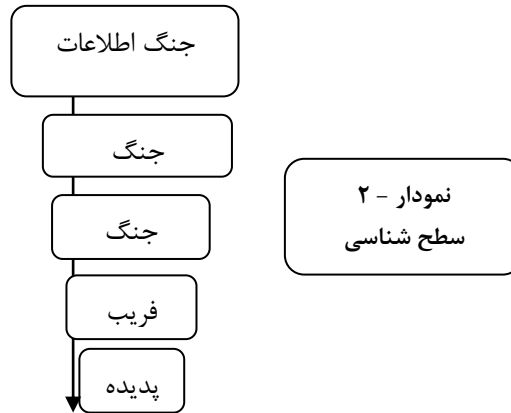 جنگ اطلاعات
جنگ
جنگ
فریب
پدیده
نمودار - ۲
سطح شناسی